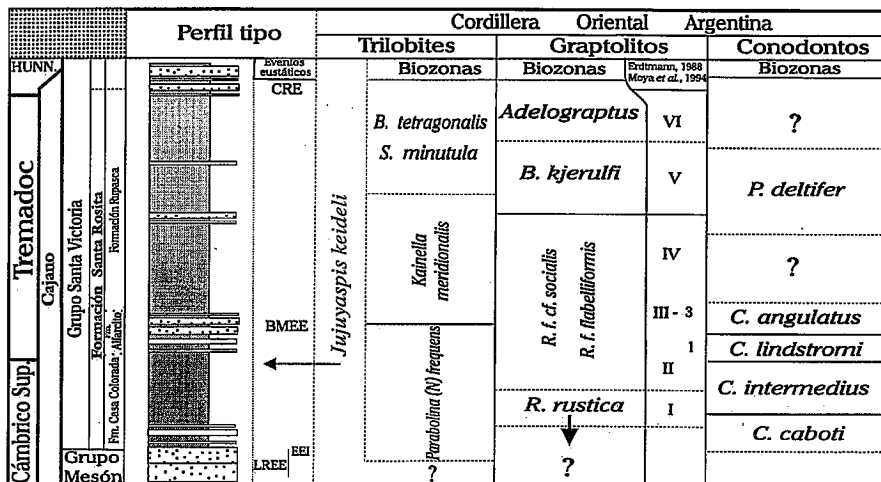 Perfil tipo
Cordillera Oriental Argentina
Trilobites
Graptolitos
Conodontos
HUNN.
Eventos
eustáticos
Biozonas
Biozonas
Erdtmann, 1988
Moya et al., 1994
Biozonas
Tremadoc
Cámbrico Sup.
Cajano
Grupo Santa Victoria
Formación Santa Rosita
Formación Rupasca
Fm. Alfarcito
Fm. Casa Colorada
Grupo
Mesón
CRE
BMEE
LREE
EEI
Jujuyaspis keideli
B. tetragonalis
S. minutula
Kainella
meridionalis
Parabolina (N) frequens
?
Adelograptus
B. kjerulfi
R. f. cf. socialis
R. f. flabelliformis
R. rustica
?
VI
V
IV
III - 3
1
II
I
?
P. deltifer
?
C. angulatus
C. lindstromi
C. intermedius
C. caboti